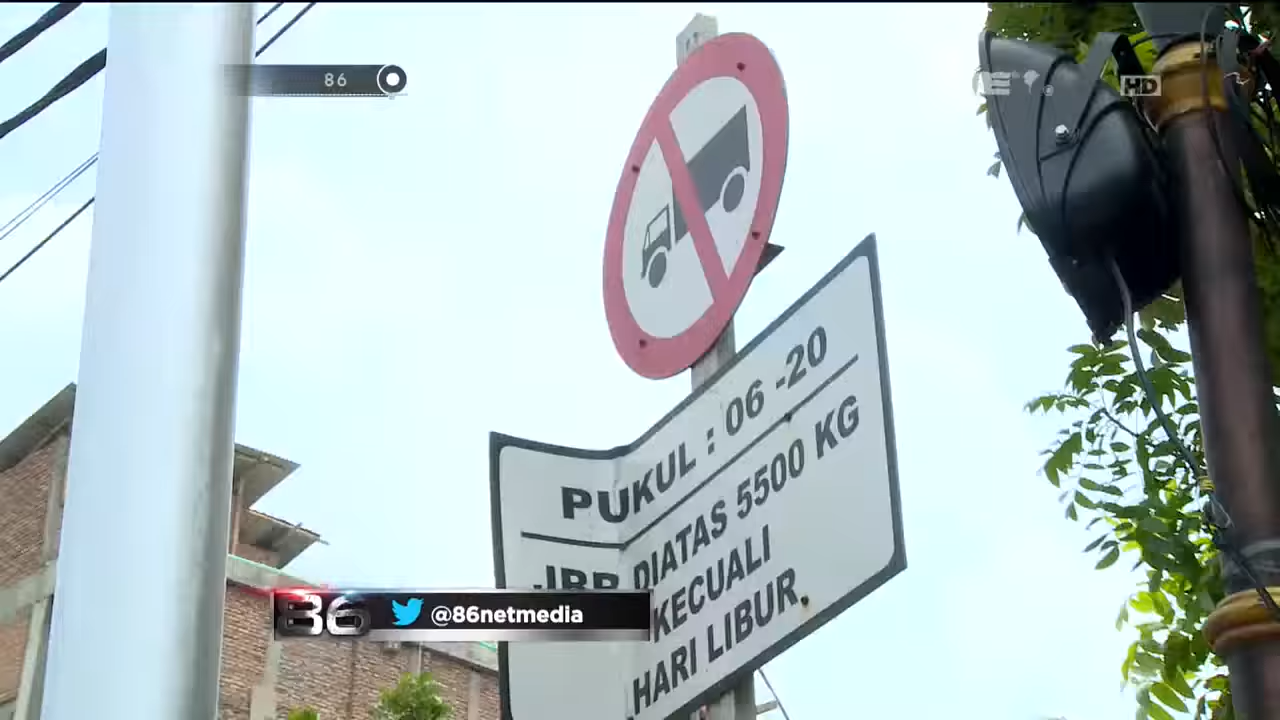 86
HD
PUKUL : 06 -20
JBB DIATAS 5500 KG
KECUALI
HARI LIBUR
86 @86netmedia